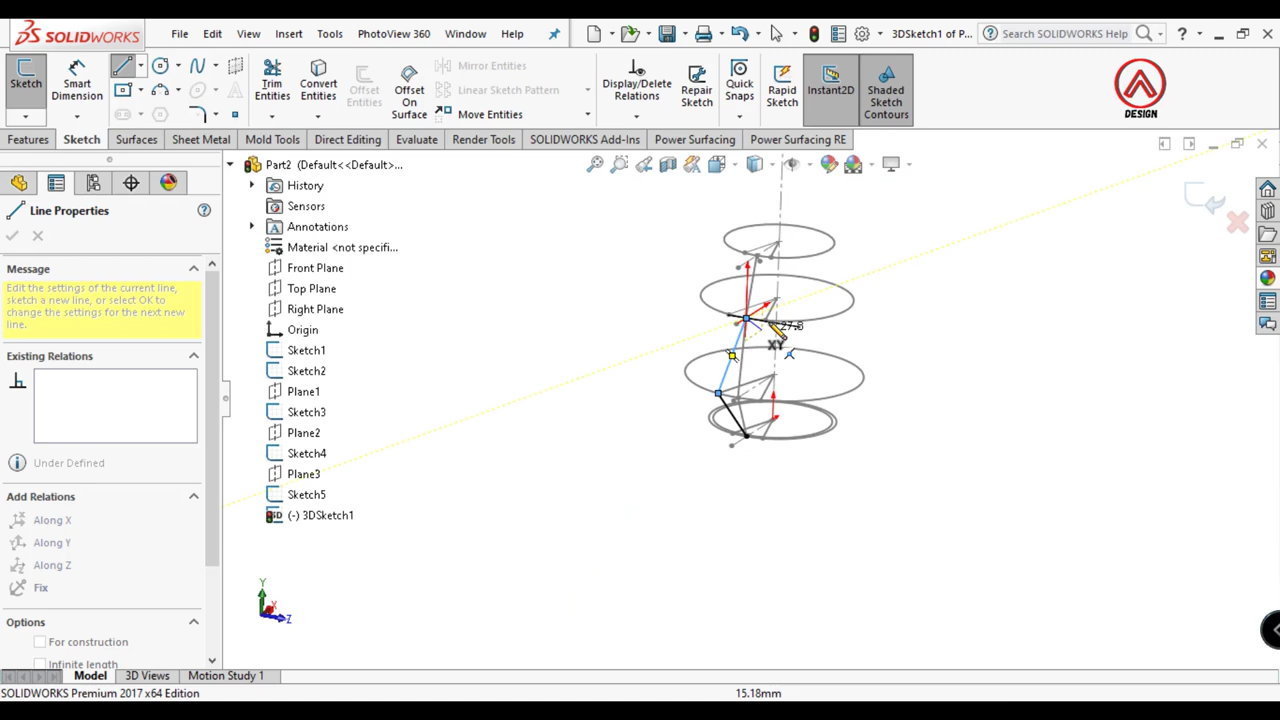 SOLIDWORKS
File Edit View Insert Tools PhotoView 360 Window Help
3DSketch1 of P...
Search SOLIDWORKS Help
Sketch
Smart Dimension
Trim Entities
Convert Entities
Offset Entities
Offset On Surface
Mirror Entities
Linear Sketch Pattern
Move Entities
Display/Delete Relations
Repair Sketch
Quick Snaps
Rapid Sketch
Instant2D
Shaded Sketch Contours
DESIGN
Features Sketch Surfaces Sheet Metal Mold Tools Direct Editing Evaluate Render Tools SOLIDWORKS Add-Ins Power Surfacing Power Surfacing RE
Line Properties
Message
Edit the settings of the current line,
sketch a new line, or select OK to
change the settings for the next new
line.
Existing Relations
Under Defined
Add Relations
Along X
Along Y
Along Z
Fix
Options
For construction
Infinite length
Part2 (Default<<Default>...
History
Sensors
Annotations
Material <not specifi...
Front Plane
Top Plane
Right Plane
Origin
Sketch1
Sketch2
Plane1
Sketch3
Plane2
Sketch4
Plane3
Sketch5
(-) 3DSketch1
XY
Y
X
Z
Model 3D Views Motion Study 1
SOLIDWORKS Premium 2017 x64 Edition
15.18mm